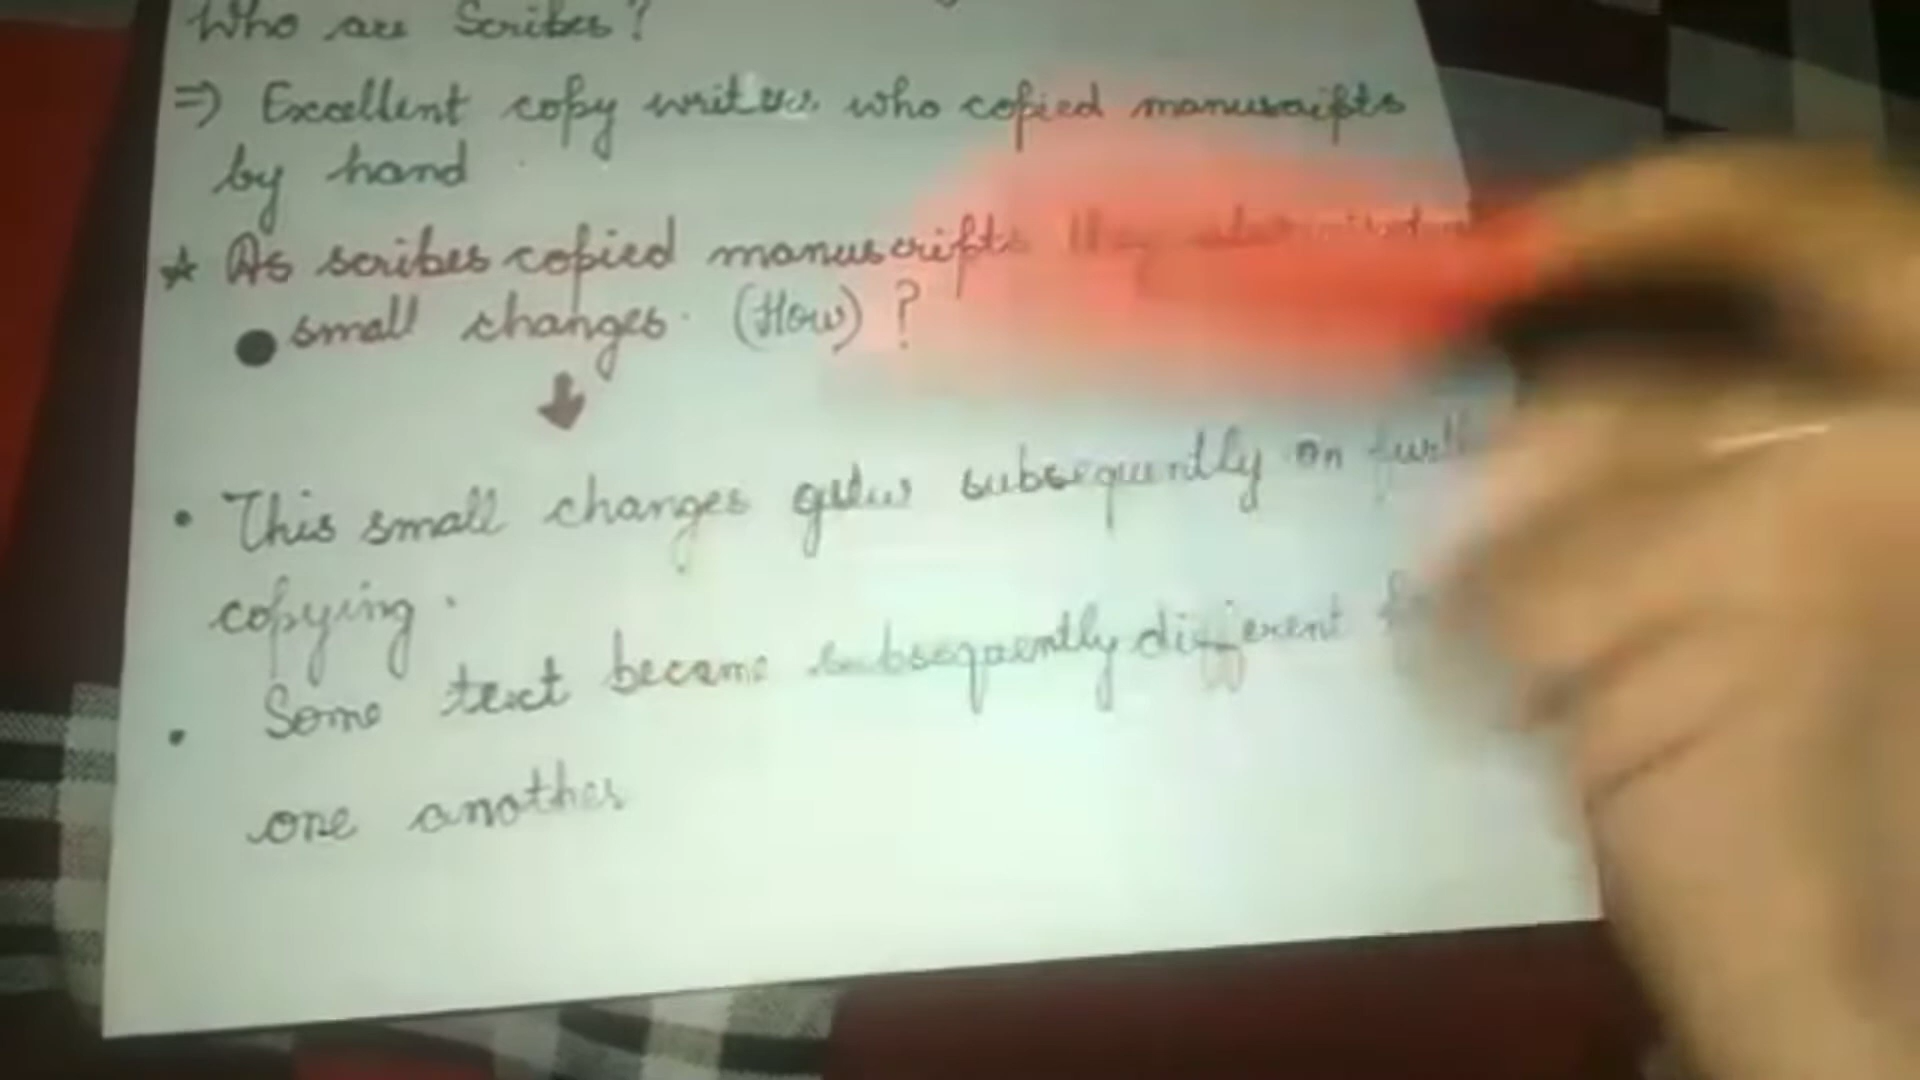 Who are Scribes?
=> Excellent copy writers who copied manuscripts
by hand
☆ As scribes copied manuscripts they
small changes. (How) ?
• This small changes grew subsequently on
copying.
• Some text became subsequently different
one another